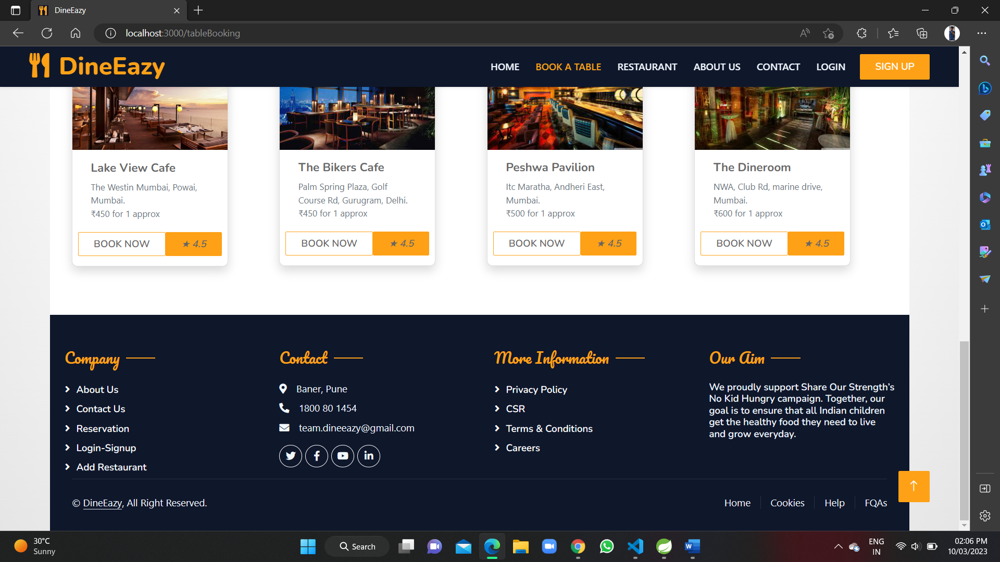 DineEazy
localhost:3000/tableBooking
DineEazy
HOME BOOK A TABLE RESTAURANT ABOUT US CONTACT LOGIN SIGN UP
Lake View Cafe
The Westin Mumbai, Powai,
Mumbai.
₹450 for 1 approx
BOOK NOW ★ 4.5
The Bikers Cafe
Palm Spring Plaza, Golf
Course Rd, Gurugram, Delhi.
₹450 for 1 approx
BOOK NOW ★ 4.5
Peshwa Pavilion
Itc Maratha, Andheri East,
Mumbai.
₹500 for 1 approx
BOOK NOW ★ 4.5
The Dineroom
NWA, Club Rd, marine drive,
Mumbai.
₹600 for 1 approx
BOOK NOW ★ 4.5
Company
About Us
Contact Us
Reservation
Login-Signup
Add Restaurant
Contact
Baner, Pune
1800 80 1454
team.dineeazy@gmail.com
More Information
Privacy Policy
CSR
Terms & Conditions
Careers
Our Aim
We proudly support Share Our Strength's
No Kid Hungry campaign. Together, our
goal is to ensure that all Indian children
get the healthy food they need to live
and grow everyday.
© DineEazy, All Right Reserved.
Home Cookies Help FQAs
30°C
Sunny
Search
ENG
IN
02:06 PM
10/03/2023